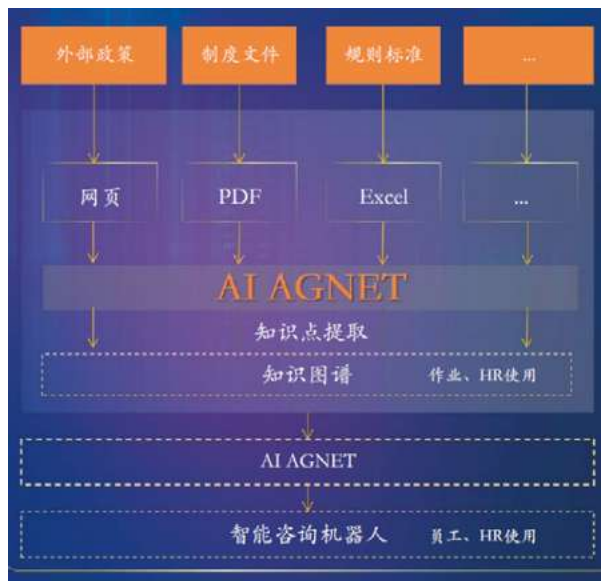 外部政策
制度文件
规则标准
...
网页
PDF
Excel
...
AI AGNET
知识点提取
知识图谱 作业、HR使用
AI AGNET
智能咨询机器人 员工、HR使用